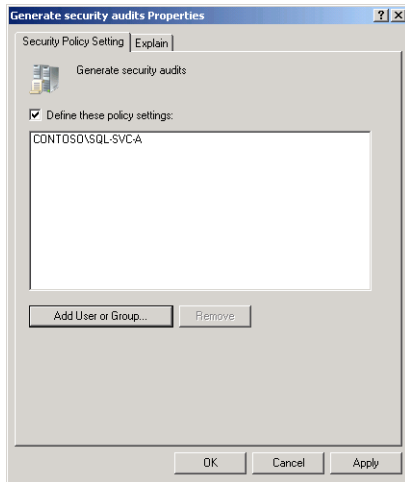 Generate security audits Properties
Security Policy Setting
Explain
Generate security audits
Define these policy settings:
CONTOSO\SQL-SVC-A
Add User or Group...
Remove
OK
Cancel
Apply